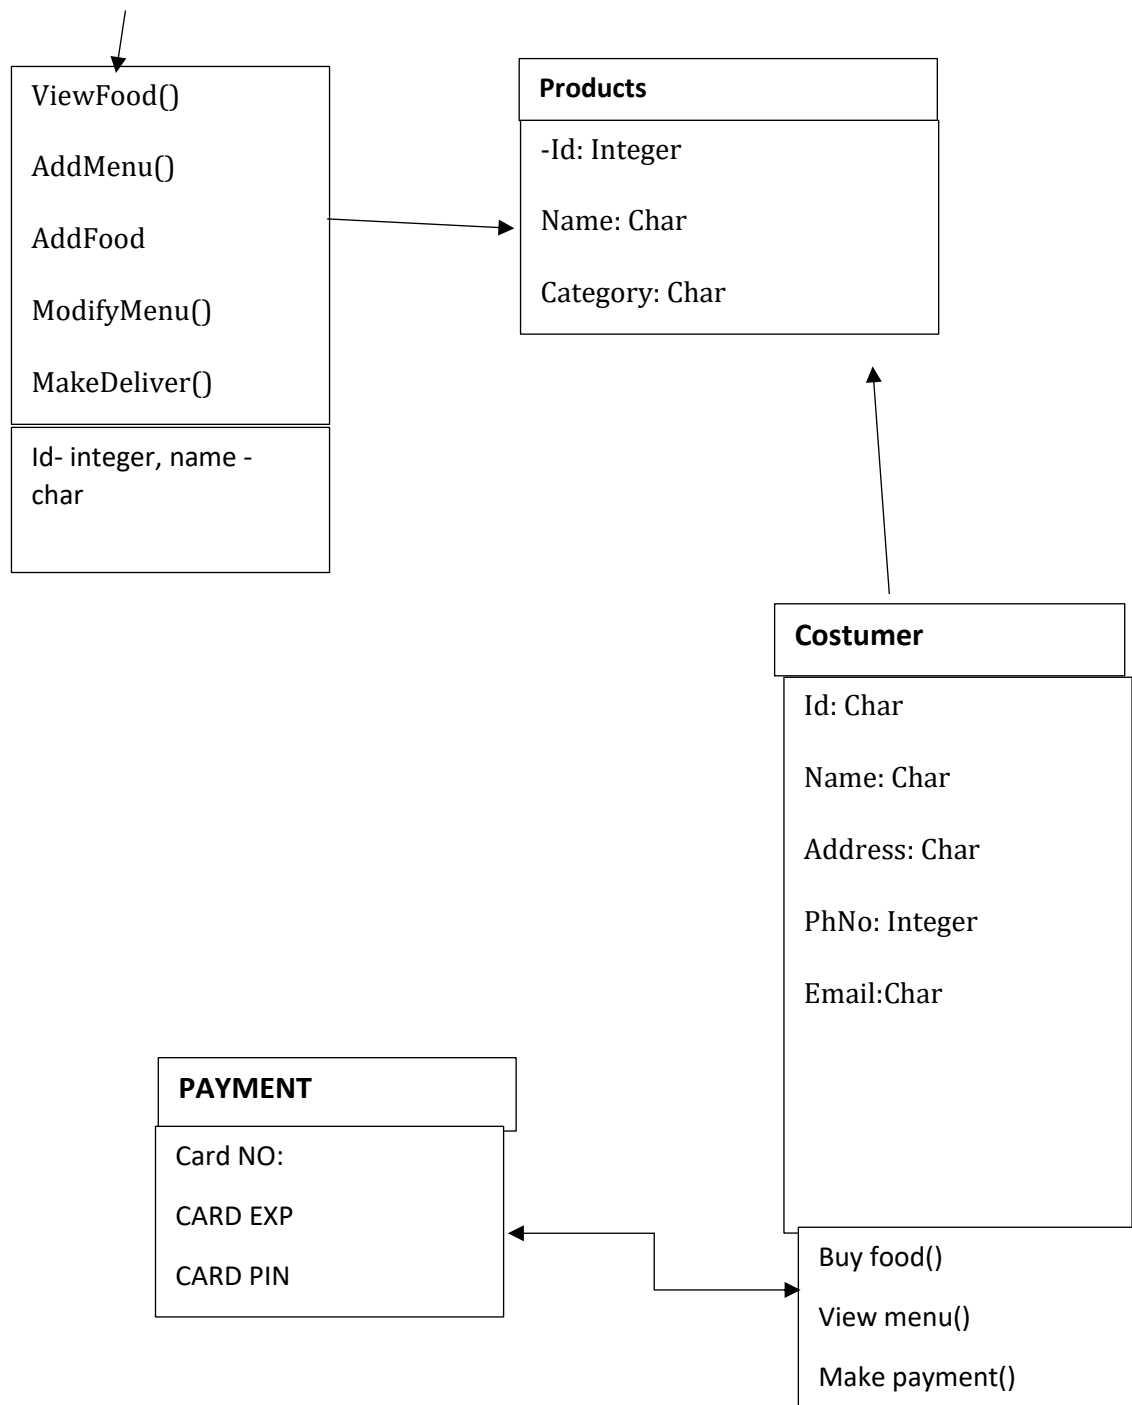 ViewFood()
AddMenu()
AddFood
ModifyMenu()
MakeDeliver()
Id- integer, name -
char
Products
-Id: Integer
Name: Char
Category: Char
Costumer
Id: Char
Name: Char
Address: Char
PhNo: Integer
Email:Char
Buy food()
View menu()
Make payment()
PAYMENT
Card NO:
CARD EXP
CARD PIN